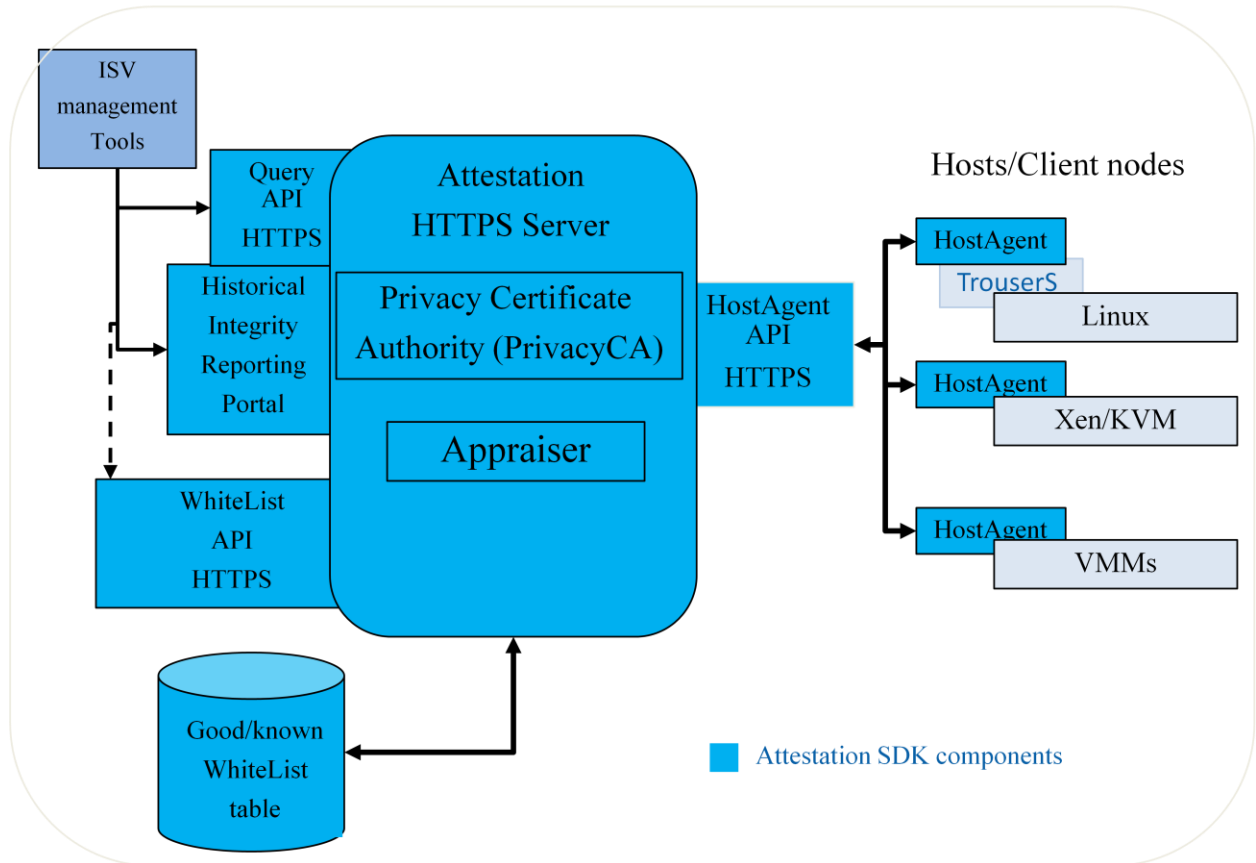 ISV
management
Tools
Query
API
HTTPS
Historical
Integrity
Reporting
Portal
WhiteList
API
HTTPS
Attestation
HTTPS Server
Privacy Certificate
Authority (PrivacyCA)
Appraiser
HostAgent
API
HTTPS
Hosts/Client nodes
HostAgent
TrouserS
Linux
HostAgent
Xen/KVM
HostAgent
VMMs
Good/known
WhiteList
table
Attestation SDK components